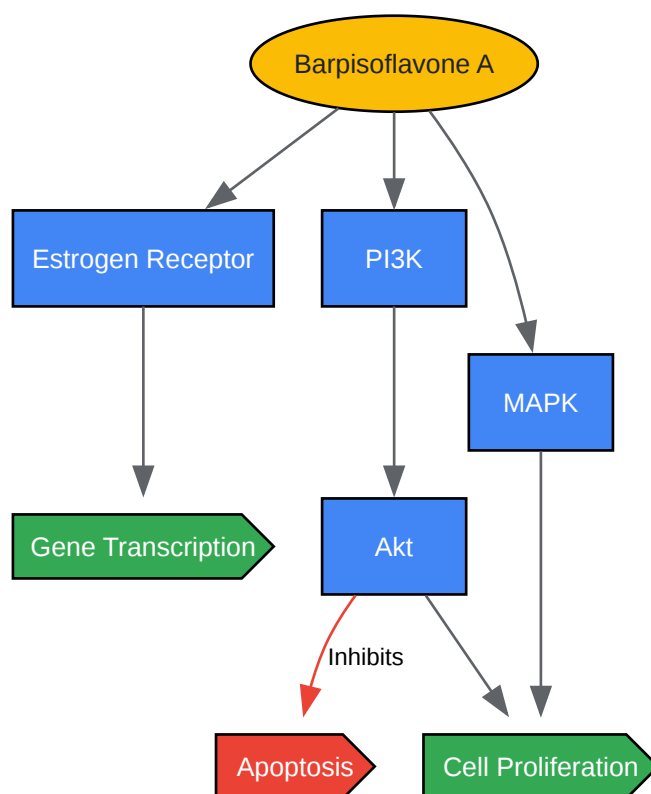 Barpisoflavone A
Estrogen Receptor
PI3K
MAPK
Gene Transcription
Akt
Inhibits
Apoptosis
Cell Proliferation